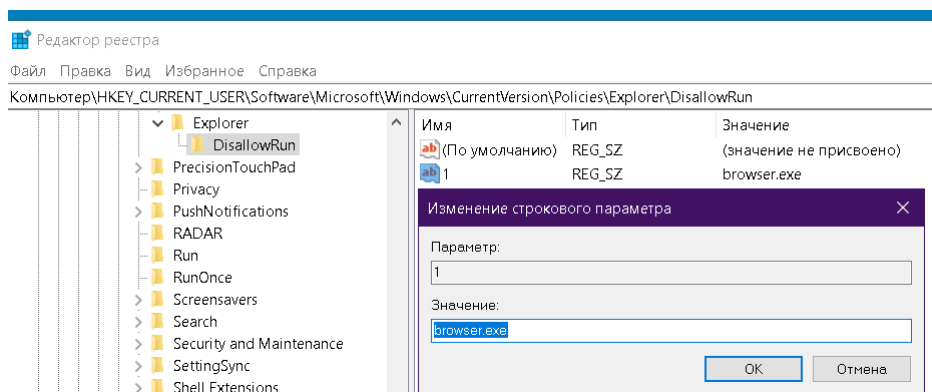 Редактор реестра
Файл Правка Вид Избранное Справка
Компьютер\HKEY_CURRENT_USER\Software\Microsoft\Windows\CurrentVersion\Policies\Explorer\DisallowRun
Explorer
DisallowRun
PrecisionTouchPad
Privacy
PushNotifications
RADAR
Run
RunOnce
Screensavers
Search
Security and Maintenance
SettingSync
Shell Extensions
Имя Тип Значение
(По умолчанию) REG_SZ (значение не присвоено)
1 REG_SZ browser.exe
Изменение строкового параметра
Параметр:
1
Значение:
browser.exe
OK Отмена